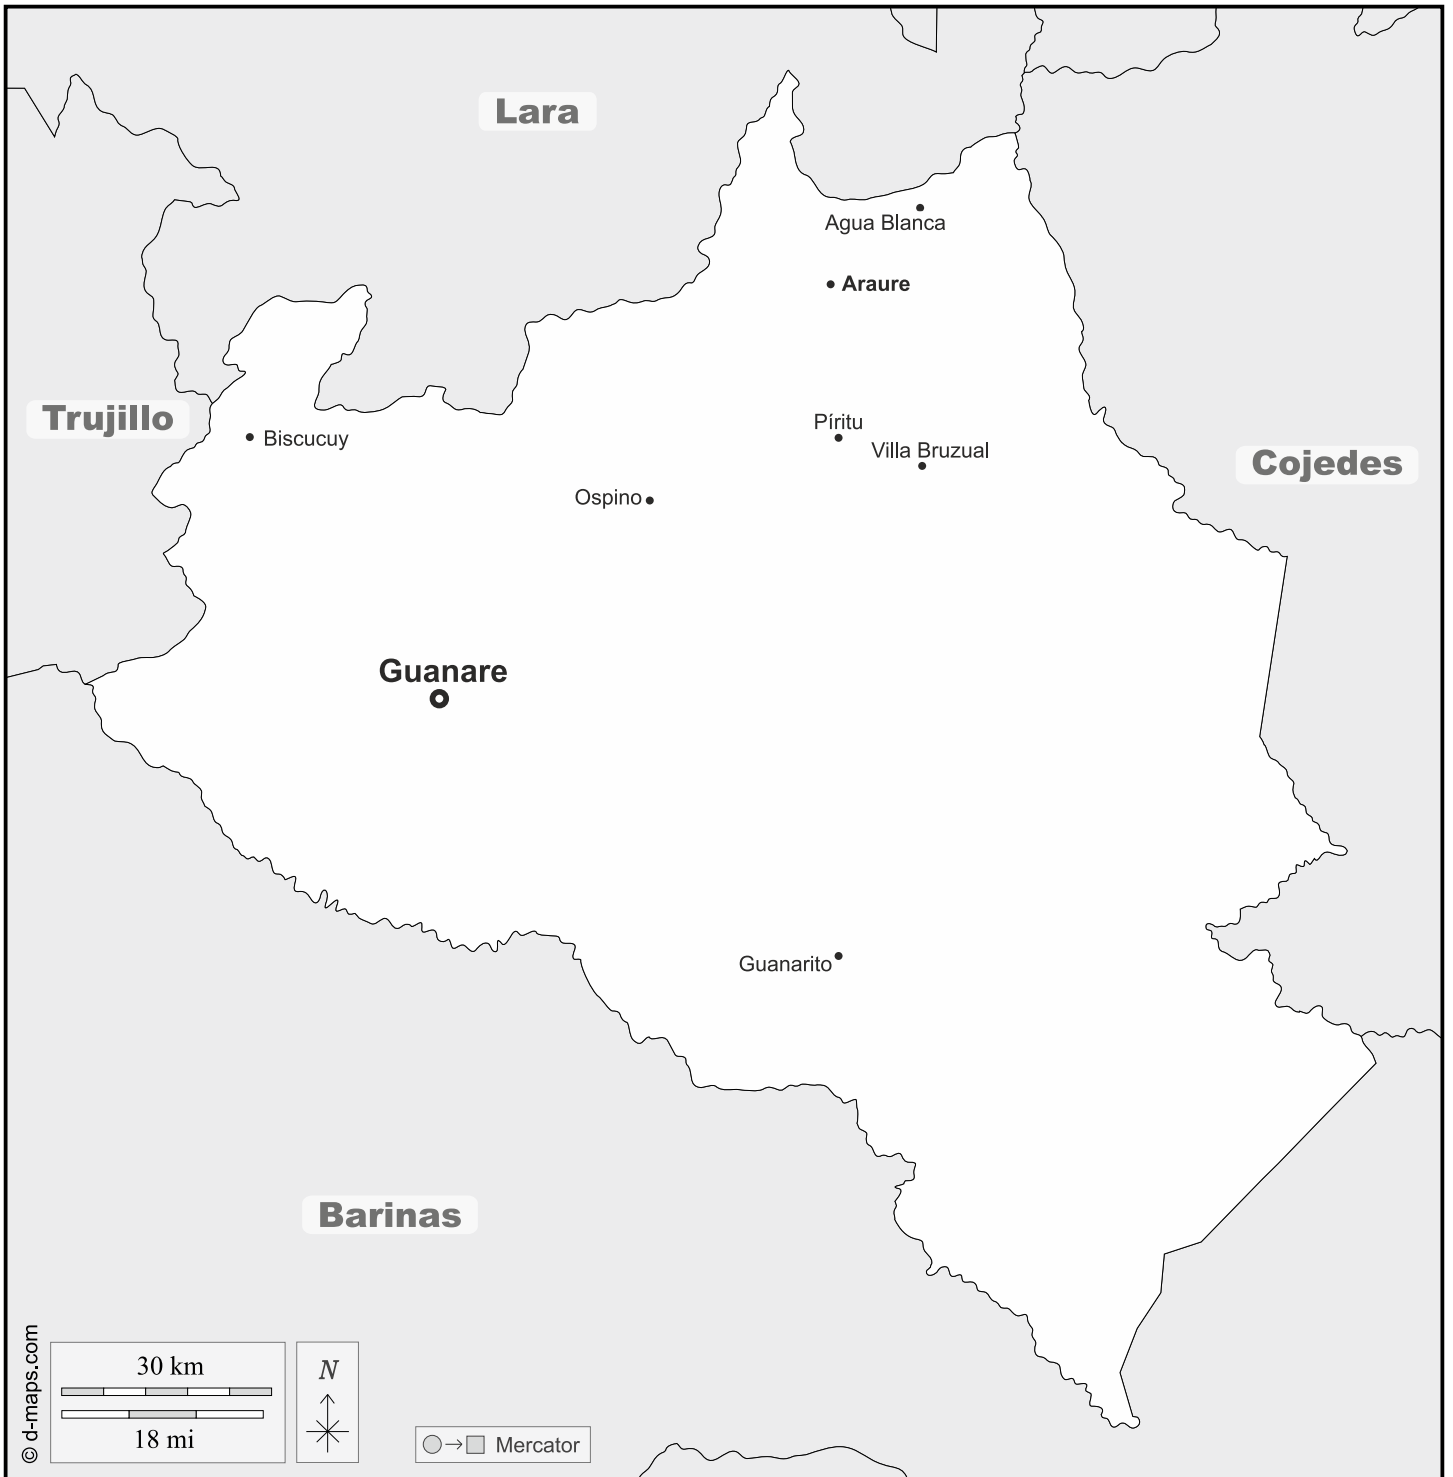 Lara
Agua Blanca
Araure
Trujillo
Biscucuy
Píritu
Villa Bruzual
Cojedes
Ospino
Guanare
Guanarito
Barinas
© d-maps.com
30 km
18 mi
N
Mercator